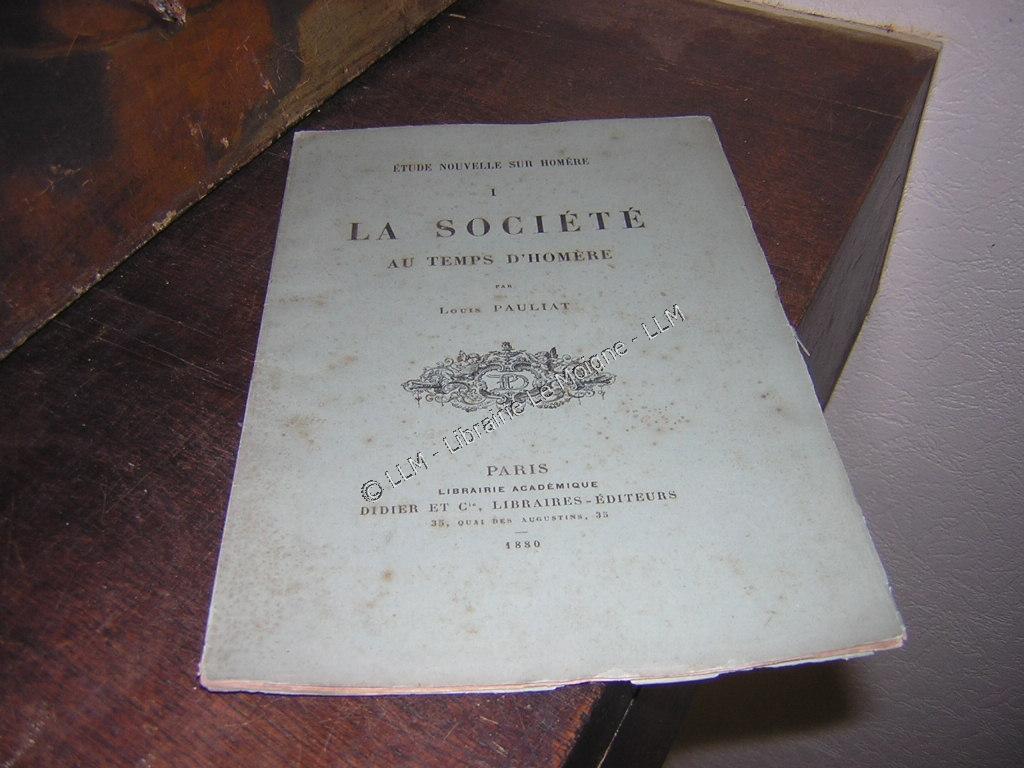 ÉTUDE NOUVELLE SUR HOMÈRE
I
LA SOCIÉTÉ
AU TEMPS D'HOMÈRE
PAR
LOUIS PAULIAT
© LLM - Librairie Le Moigne - LLM
PARIS
LIBRAIRIE ACADÉMIQUE
DIDIER ET Cie, LIBRAIRES-ÉDITEURS
35, QUAI DES AUGUSTINS, 35
1880